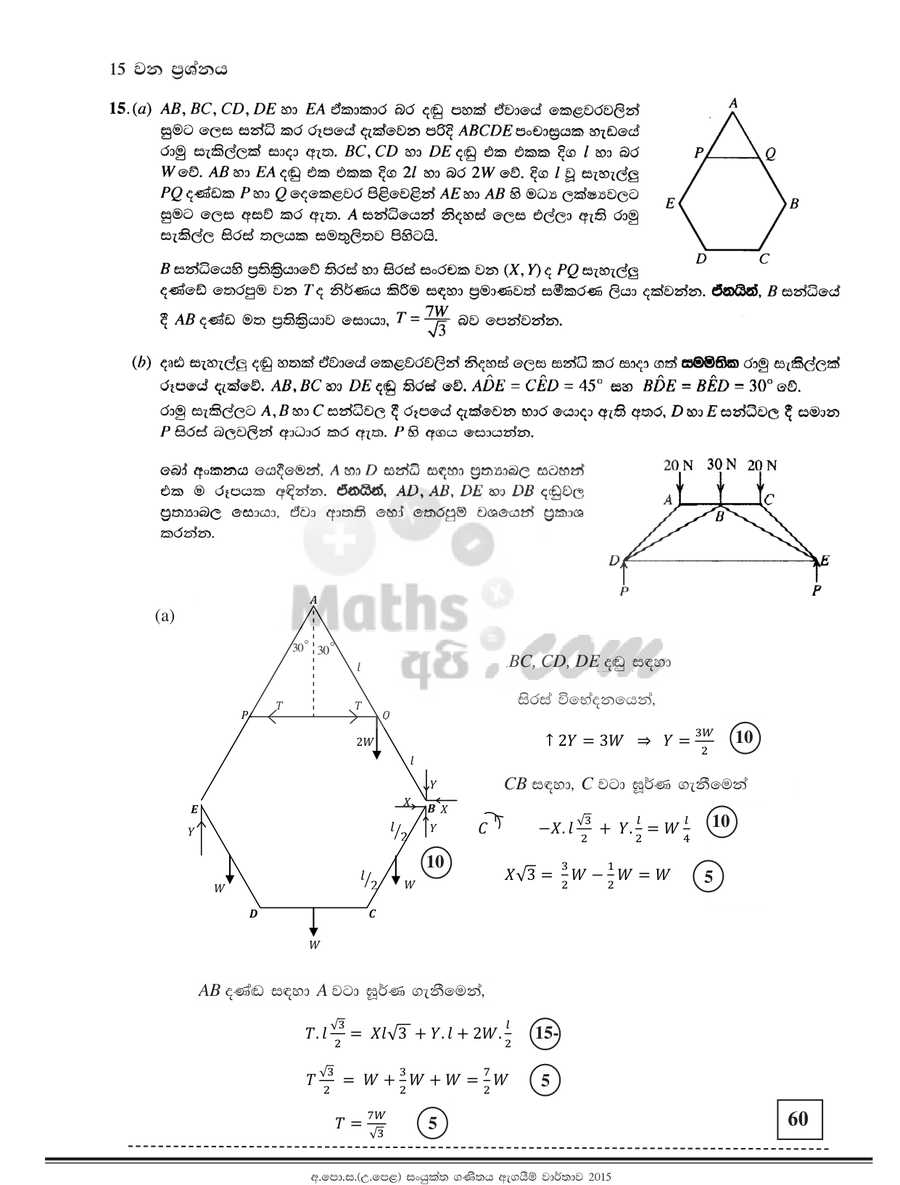 15 වන ප්‍රශ්නය
15.(a) AB, BC, CD, DE හා EA ඒකාකාර බර දඬු පහක් ඒවායේ කෙළවරවලින්
සුමට ලෙස සන්ධි කර රූපයේ දැක්වෙන පරිදි ABCDE පංචාස්‍රයක හැඩයේ
රාමු සැකිල්ලක් සාදා ඇත. BC, CD හා DE දඬු එක එකක දිග l හා බර
W වේ. AB හා EA දඬු එක එකක දිග 2l හා බර 2W වේ. දිග l වූ සැහැල්ලු
PQ දණ්ඩක P හා Q දෙකෙළවර පිළිවෙළින් AE හා AB හි මධ්‍ය ලක්ෂ්‍යවලට
සුමට ලෙස අසව් කර ඇත. A සන්ධියෙන් නිදහස් ලෙස එල්ලා ඇති රාමු
සැකිල්ල සිරස් තලයක සමතුලිතව පිහිටයි.
A
P
Q
E
B
D
C
B සන්ධියෙහි ප්‍රතික්‍රියාවේ තිරස් හා සිරස් සංරචක වන (X, Y) ද PQ සැහැල්ලු
දණ්ඩේ තෙරපුම වන T ද නිර්ණය කිරීම සඳහා ප්‍රමාණවත් සමීකරණ ලියා දක්වන්න. ඒනයින්, B සන්ධියේ
දී AB දණ්ඩ මත ප්‍රතික්‍රියාව සොයා, T = 7W/√3 බව පෙන්වන්න.
(b) දෘඪ සැහැල්ලු දඬු හතක් ඒවායේ කෙළවරවලින් නිදහස් ලෙස සන්ධි කර සාදා ගත් සමමිතික රාමු සැකිල්ලක්
රූපයේ දැක්වේ. AB, BC හා DE දඬු තිරස් වේ. AD̂E = CÊD = 45° සහ BD̂E = BÊD = 30° වේ.
රාමු සැකිල්ලට A, B හා C සන්ධිවල දී රූපයේ දැක්වෙන භාර යොදා ඇති අතර, D හා E සන්ධිවල දී සමාන
P සිරස් බලවලින් ආධාර කර ඇත. P හි අගය සොයන්න.
බෝ අංකනය යෙදීමෙන්, A හා D සන්ධි සඳහා ප්‍රත්‍යාබල සටහන්
එක ම රූපයක අඳින්න. ඒනයින්, AD, AB, DE හා DB දඬුවල
ප්‍රත්‍යාබල සොයා, ඒවා ආතති හෝ තෙරපුම් වශයෙන් ප්‍රකාශ
කරන්න.
20 N 30 N 20 N
A
B
C
D
E
P
P
Maths
අපි .com
(a)
A
30° 30°
l
P
T
T
Q
2W
l
Y
E
X
B X
Y
Y
l/2
10
W
l/2
W
D
C
W
BC, CD, DE දඬු සඳහා
සිරස් විභේදනයෙන්,
↑ 2Y = 3W ⇒ Y = 3W/2 10
CB සඳහා, C වටා ඝූර්ණ ගැනීමෙන්
C −X.l √3/2 + Y. l/2 = W l/4 10
X√3 = 3/2 W − 1/2 W = W 5
AB දණ්ඩ සඳහා A වටා ඝූර්ණ ගැනීමෙන්,
T.l √3/2 = Xl√3 + Y.l + 2W. l/2 15
T √3/2 = W + 3/2 W + W = 7/2 W 5
T = 7W/√3 5
60
අ.පො.ස.(උ.පෙළ) සංයුක්ත ගණිතය ඇගයීම් වාර්තාව 2015